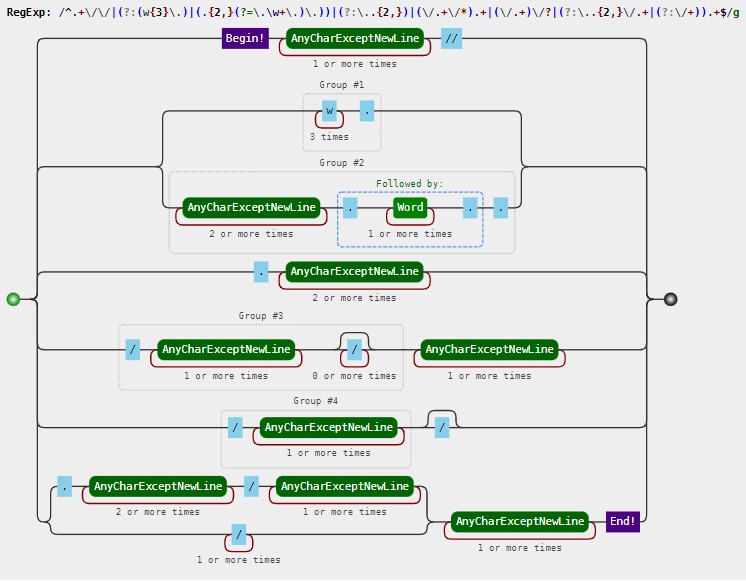 RegExp: /^.+\/\/|(?:(w{3}\.)|(.{2,}(?=\.\w+\.)\.))|(?:\..{2,})|(\/.+\/*).+|(\/.+)\/?|(?:\..{2,}\/.+|(?:\/+)).+$/g
Begin! AnyCharExceptNewLine //
1 or more times
Group #1
w .
3 times
Group #2
Followed by:
AnyCharExceptNewLine . Word . .
2 or more times 1 or more times
. AnyCharExceptNewLine
2 or more times
Group #3
/ AnyCharExceptNewLine / AnyCharExceptNewLine
1 or more times 0 or more times 1 or more times
Group #4
/ AnyCharExceptNewLine /
1 or more times
. AnyCharExceptNewLine / AnyCharExceptNewLine
2 or more times 1 or more times
AnyCharExceptNewLine End!
/
1 or more times
1 or more times